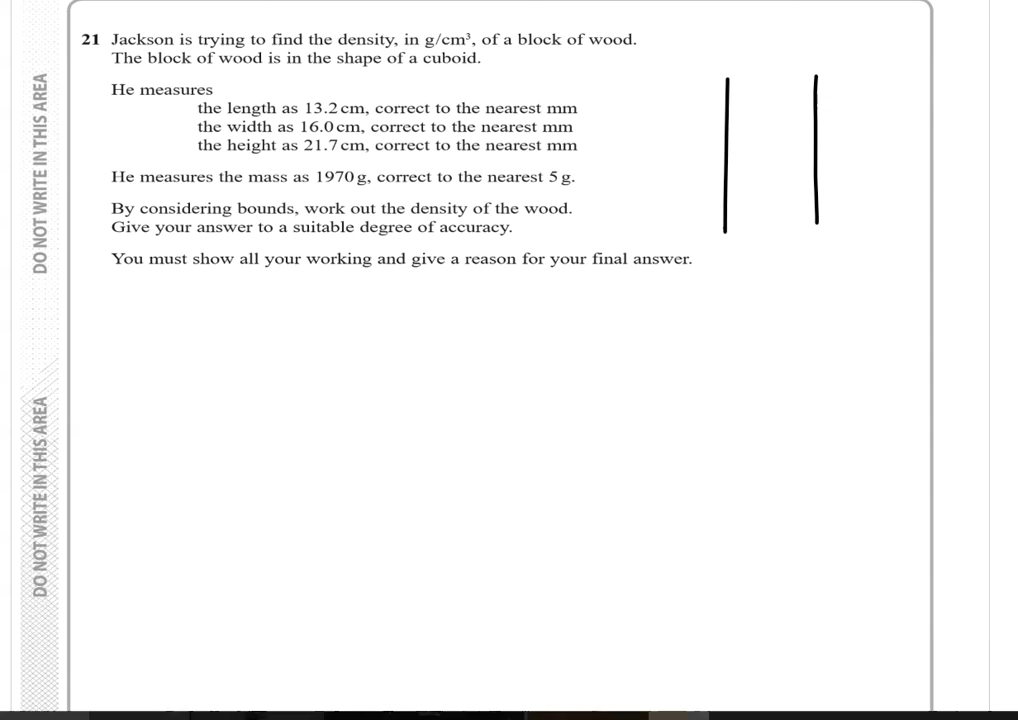 21 Jackson is trying to find the density, in g/cm³, of a block of wood.
The block of wood is in the shape of a cuboid.
He measures
the length as 13.2 cm, correct to the nearest mm
the width as 16.0 cm, correct to the nearest mm
the height as 21.7 cm, correct to the nearest mm
He measures the mass as 1970 g, correct to the nearest 5 g.
By considering bounds, work out the density of the wood.
Give your answer to a suitable degree of accuracy.
You must show all your working and give a reason for your final answer.
DO NOT WRITE IN THIS AREA
DO NOT WRITE IN THIS AREA